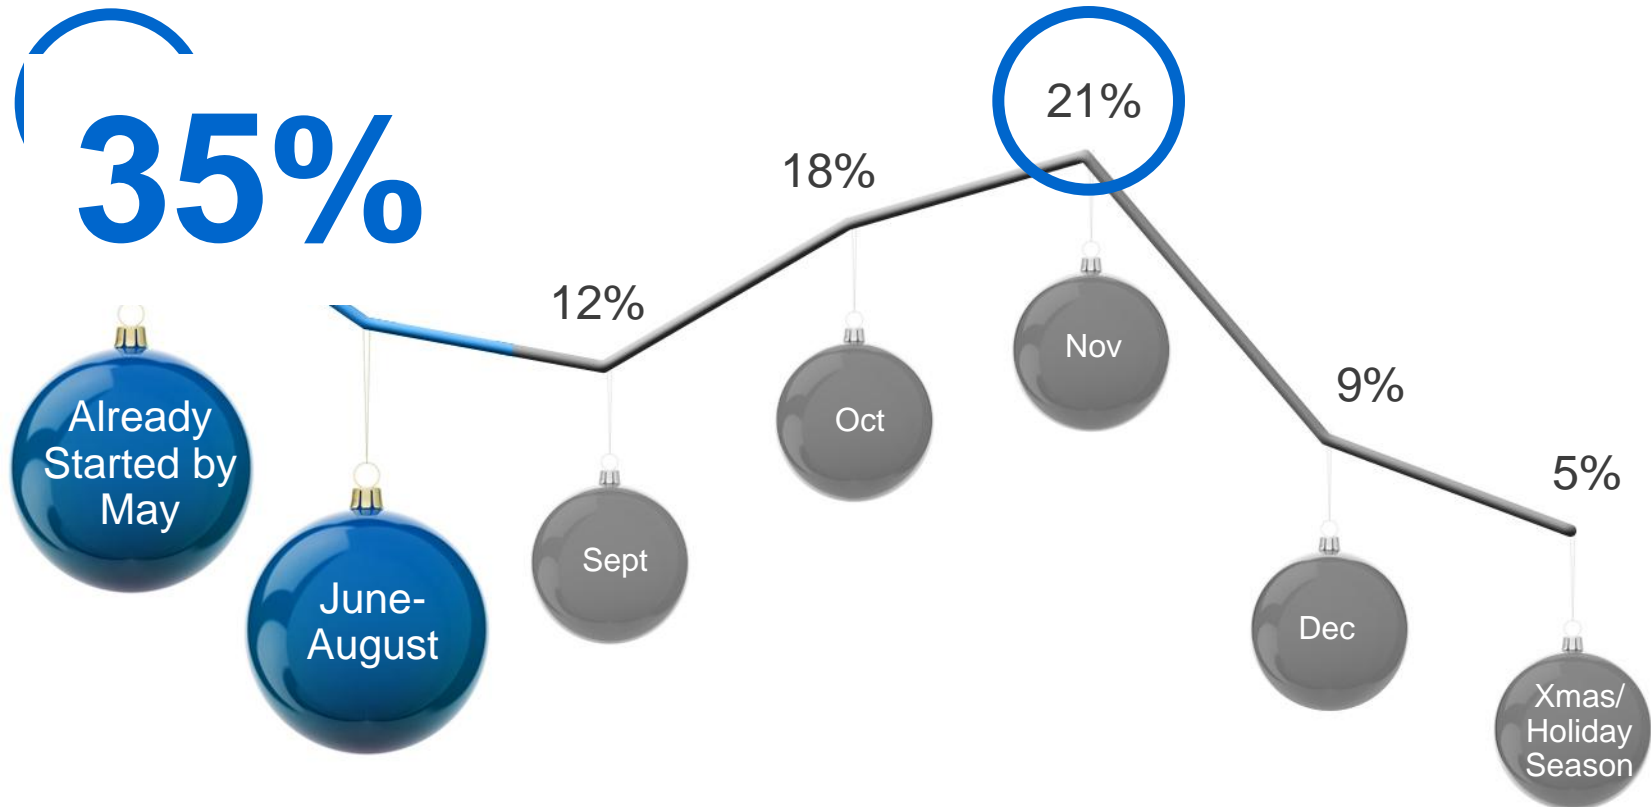 35%
12%
18%
21%
9%
5%
Already
Started by
May
June-
August
Sept
Oct
Nov
Dec
Xmas/
Holiday
Season